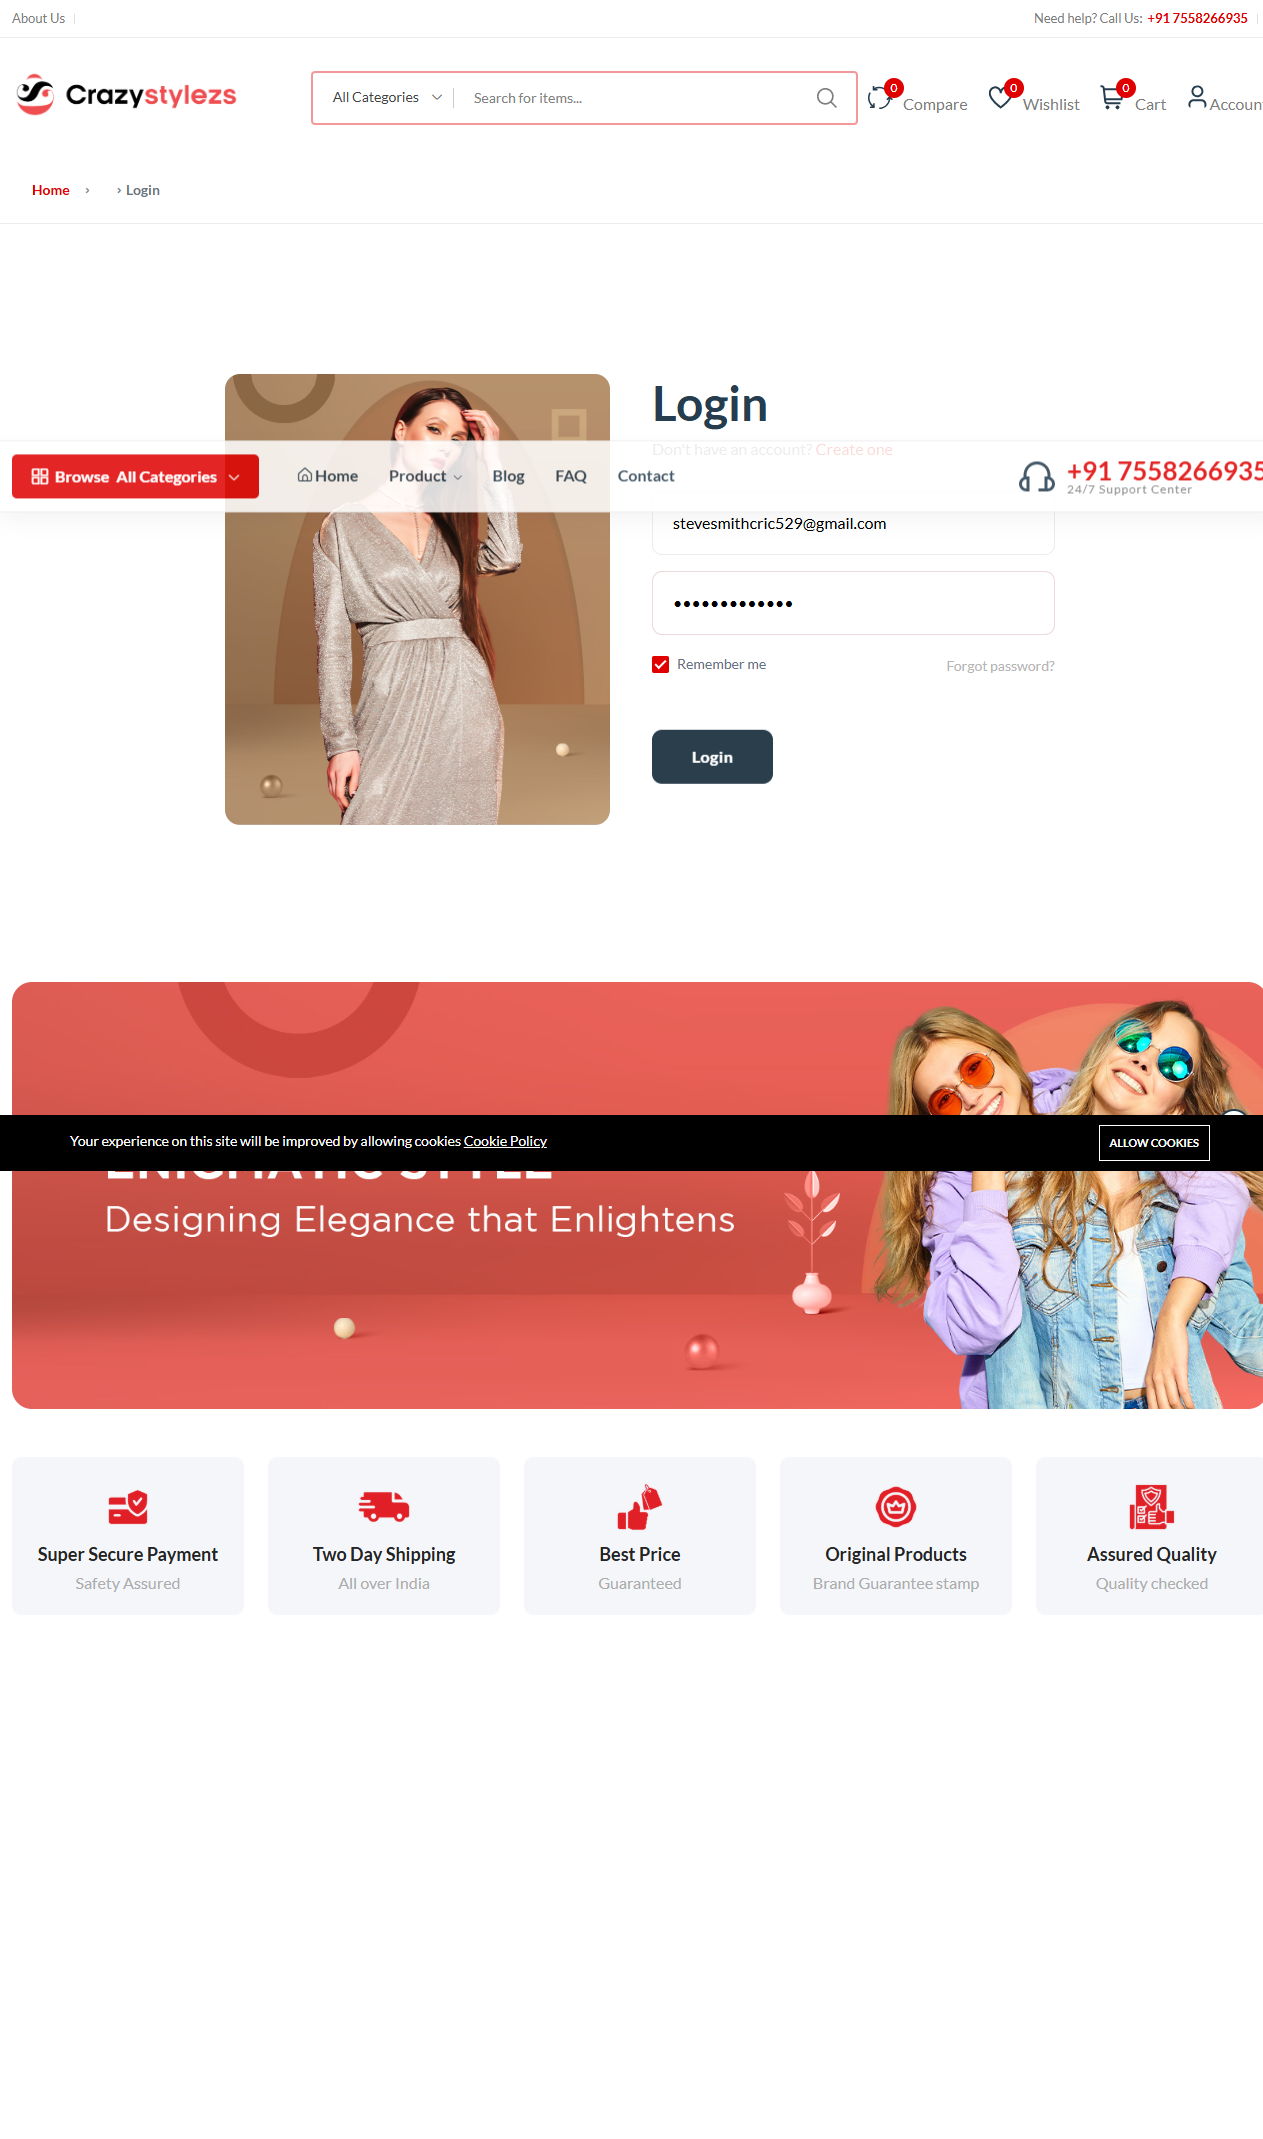 About Us
Need help? Call Us: +91 7558266935
Crazystylezs
All Categories
Search for items...
0
Compare
0
Wishlist
0
Cart
Home › › Login
Login
Don't have an account? Create one
Browse All Categories
Home
Product
Blog
FAQ
Contact
+91 7558266935
24/7 Support Center
stevesmithcric529@gmail.com
•••••••••••••
Remember me
Forgot password?
Login
Your experience on this site will be improved by allowing cookies Cookie Policy
ALLOW COOKIES
ENIGMATIC STYLE
Designing Elegance that Enlightens
Super Secure Payment
Safety Assured
Two Day Shipping
All over India
Best Price
Guaranteed
Original Products
Brand Guarantee stamp
Assured Quality
Quality checked